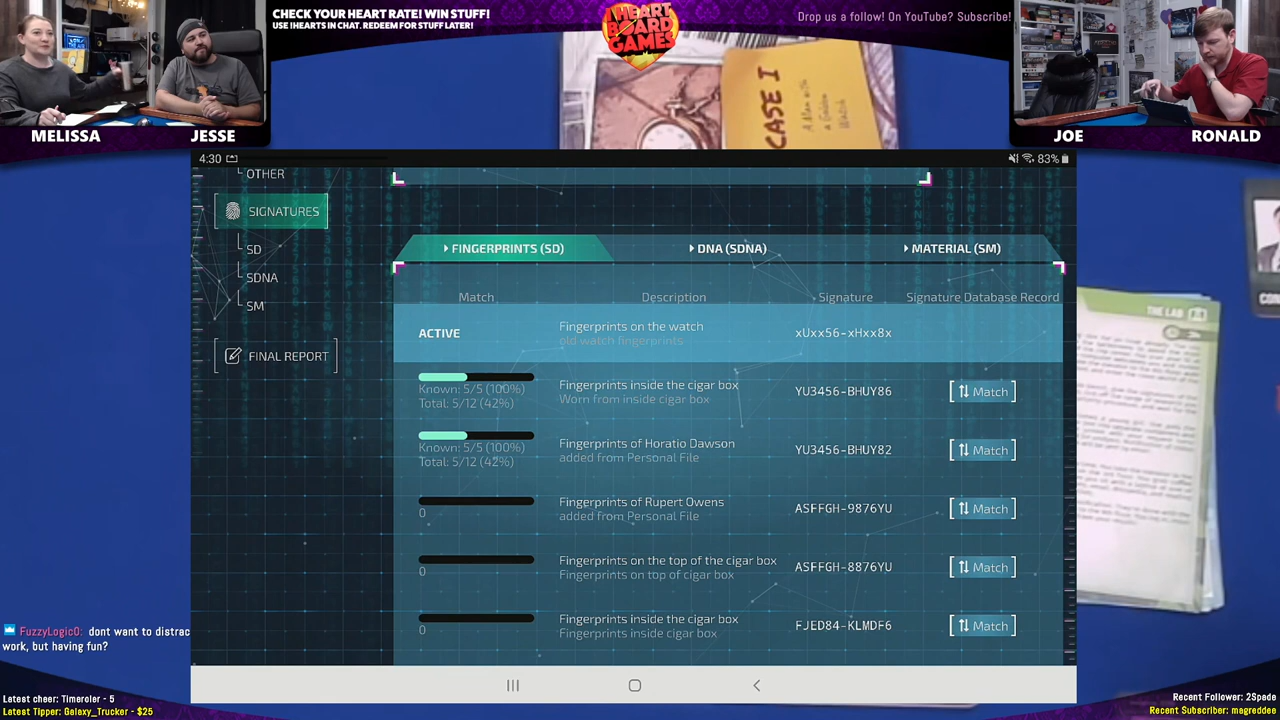 CHECK YOUR HEART RATE! WIN STUFF!
USE !HEARTS IN CHAT. REDEEM FOR STUFF LATER!
I HEART
BOARD
GAMES
Drop us a follow! On YouTube? Subscribe!
MELISSA
JESSE
JOE
RONALD
CASE I
A Man with
a Golden
Watch
4:30
83%
OTHER
SIGNATURES
SD
SDNA
SM
FINAL REPORT
FINGERPRINTS (SD)
DNA (SDNA)
MATERIAL (SM)
Match
Description
Signature
Signature Database Record
ACTIVE
Fingerprints on the watch
old watch fingerprints
xUxx56-xHxx8x
Known: 5/5 (100%)
Total: 5/12 (42%)
Fingerprints inside the cigar box
Worn from inside cigar box
YU3456-BHUY86
Match
Known: 5/5 (100%)
Total: 5/12 (42%)
Fingerprints of Horatio Dawson
added from Personal File
YU3456-BHUY82
Match
0
Fingerprints of Rupert Owens
added from Personal File
ASFFGH-9876YU
Match
0
Fingerprints on the top of the cigar box
Fingerprints on top of cigar box
ASFFGH-8876YU
Match
0
Fingerprints inside the cigar box
Fingerprints inside cigar box
FJED84-KLMDF6
Match
THE LAB
FuzzyLogic0: dont want to distrac
work, but having fun?
Latest cheer: Timeroler - 5
Latest Tipper: Galaxy_Trucker - $25
Recent Follower: 2Spade
Recent Subscriber: magreddee